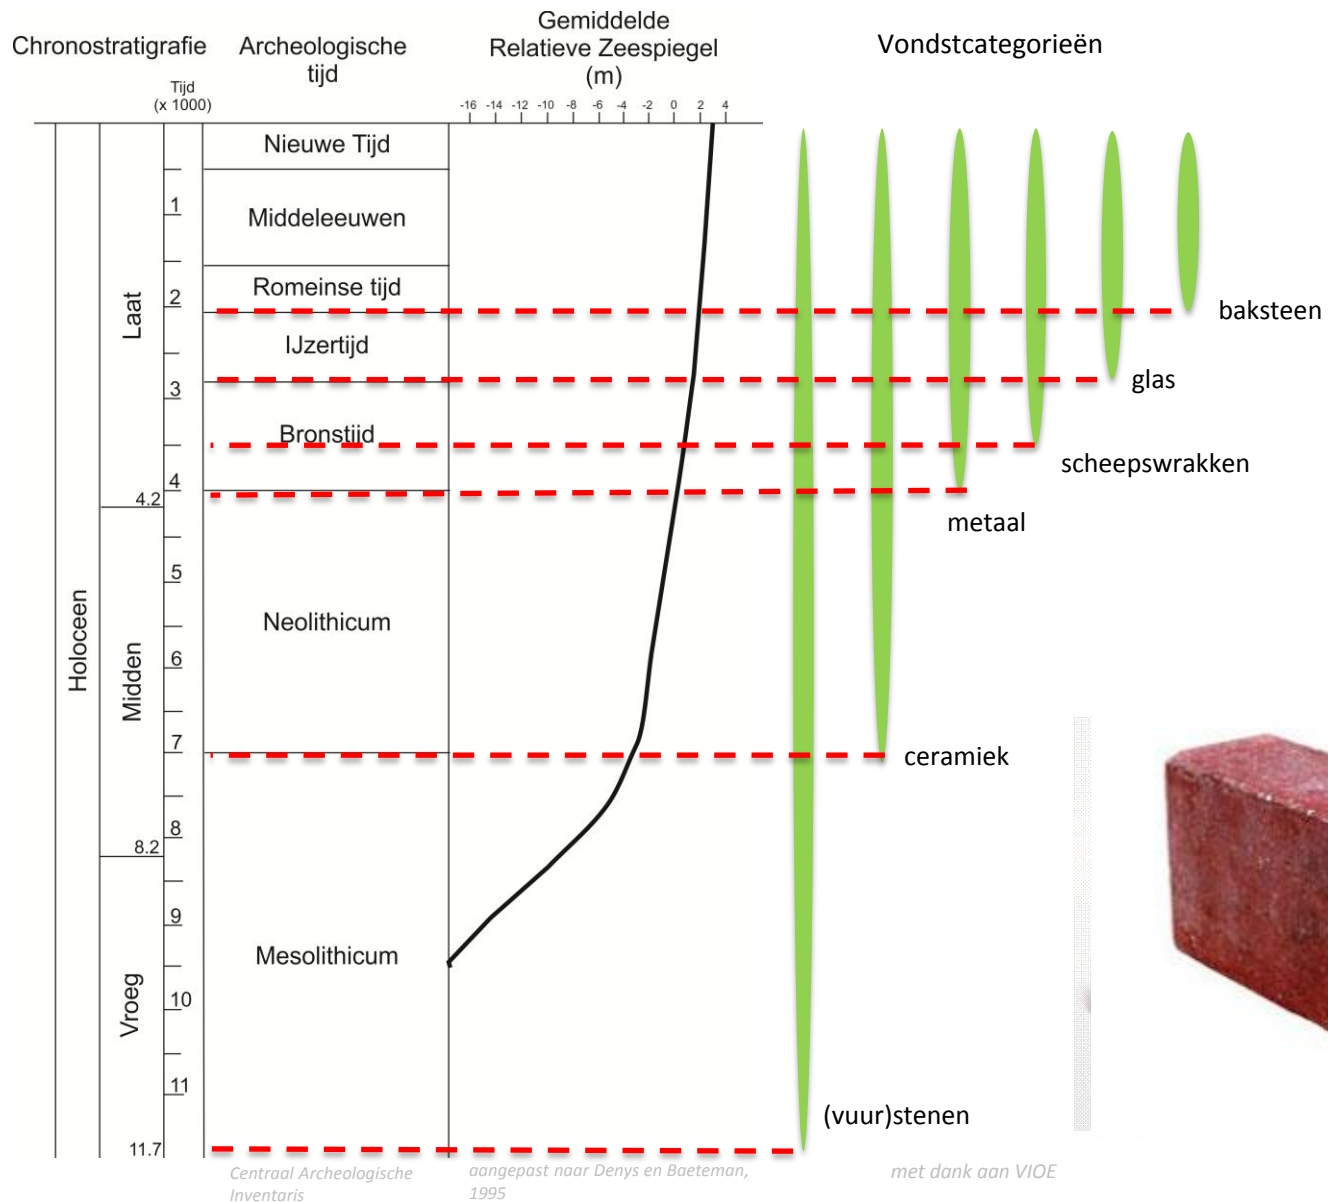 Chronostratigrafie
Archeologische
tijd
Gemiddelde
Relatieve Zeespiegel
(m)
Vondstcategorieën
Tijd
(x 1000)
-16 -14 -12 -10 -8 -6 -4 -2 0 2 4
Nieuwe Tijd
1
Middeleeuwen
Romeinse tijd
2
Laat
baksteen
IJzertijd
glas
3
Bronstijd
scheepswrakken
4
4.2
metaal
5
Neolithicum
Holoceen
Midden
6
7
ceramiek
8
8.2
9
Mesolithicum
Vroeg
10
11
(vuur)stenen
11.7
Centraal Archeologische
Inventaris
aangepast naar Denys en Baeteman,
1995
met dank aan VIOE